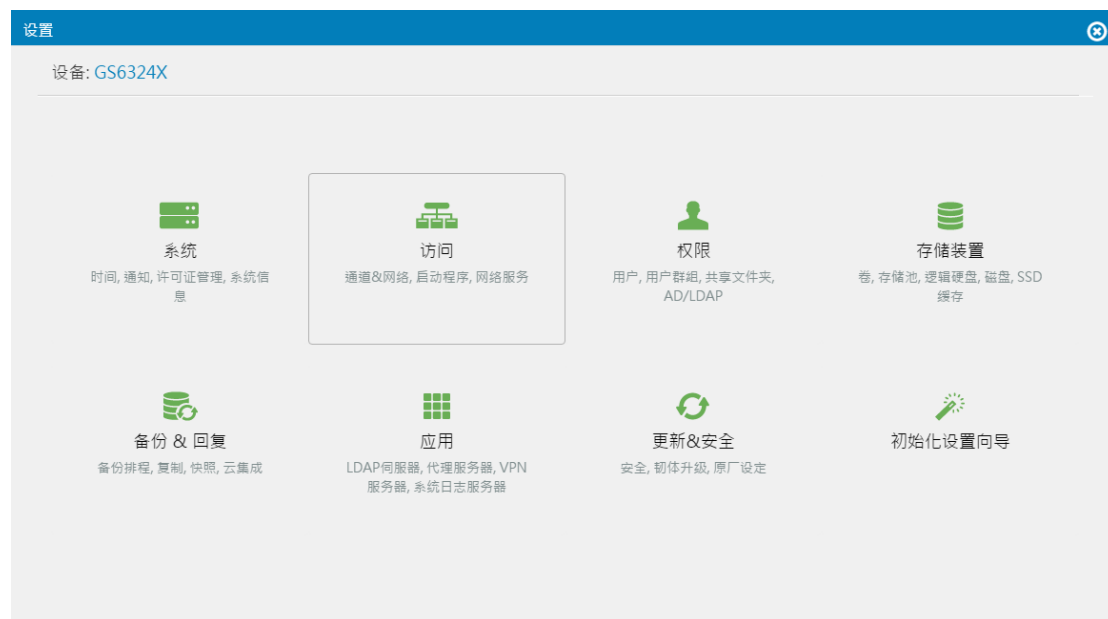 设置
设备: GS6324X
系统
时间, 通知, 许可证管理, 系统信
息
访问
通道&网络, 启动程序, 网络服务
权限
用户, 用户群組, 共享文件夹,
AD/LDAP
存储装置
卷, 存储池, 逻辑硬盘, 磁盘, SSD
缓存
备份 & 回复
备份排程, 复制, 快照, 云集成
应用
LDAP伺服器, 代理服务器, VPN
服务器, 系统日志服务器
更新&安全
安全, 韧体升級, 原厂设定
初始化设置向导